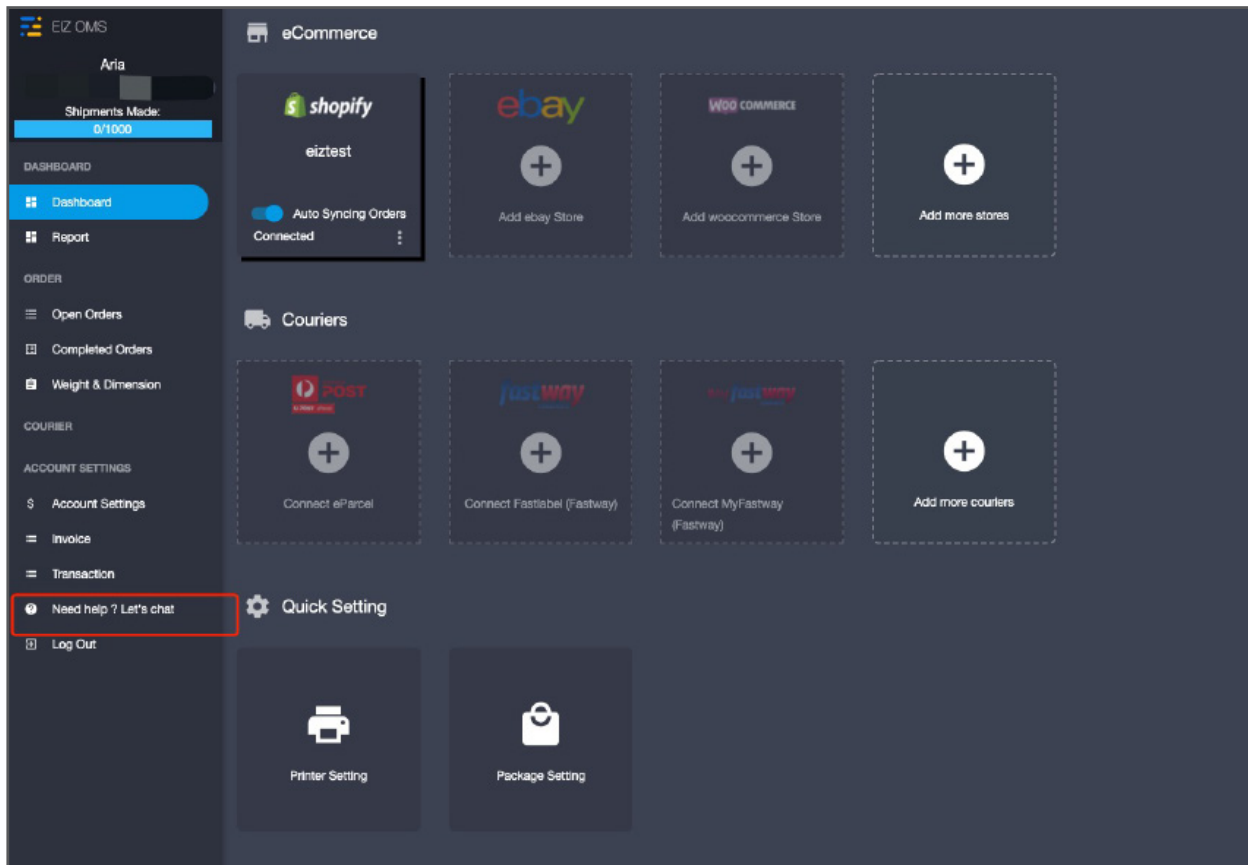 EIZ OMS
Aria
Shipments Made:
0/1000
DASHBOARD
Dashboard
Report
ORDER
Open Orders
Completed Orders
Weight & Dimension
COURIER
ACCOUNT SETTINGS
Account Settings
Invoice
Transaction
Need help ? Let's chat
Log Out
eCommerce
shopify
eiztest
Auto Syncing Orders
Connected
ebay
Add ebay Store
WOO COMMERCE
Add woocommerce Store
Add more stores
Couriers
POST
Connect eParcel
fastway
Connect Fastlabel (Fastway)
fastway
Connect MyFastway
(Fastway)
Add more couriers
Quick Setting
Printer Setting
Package Setting